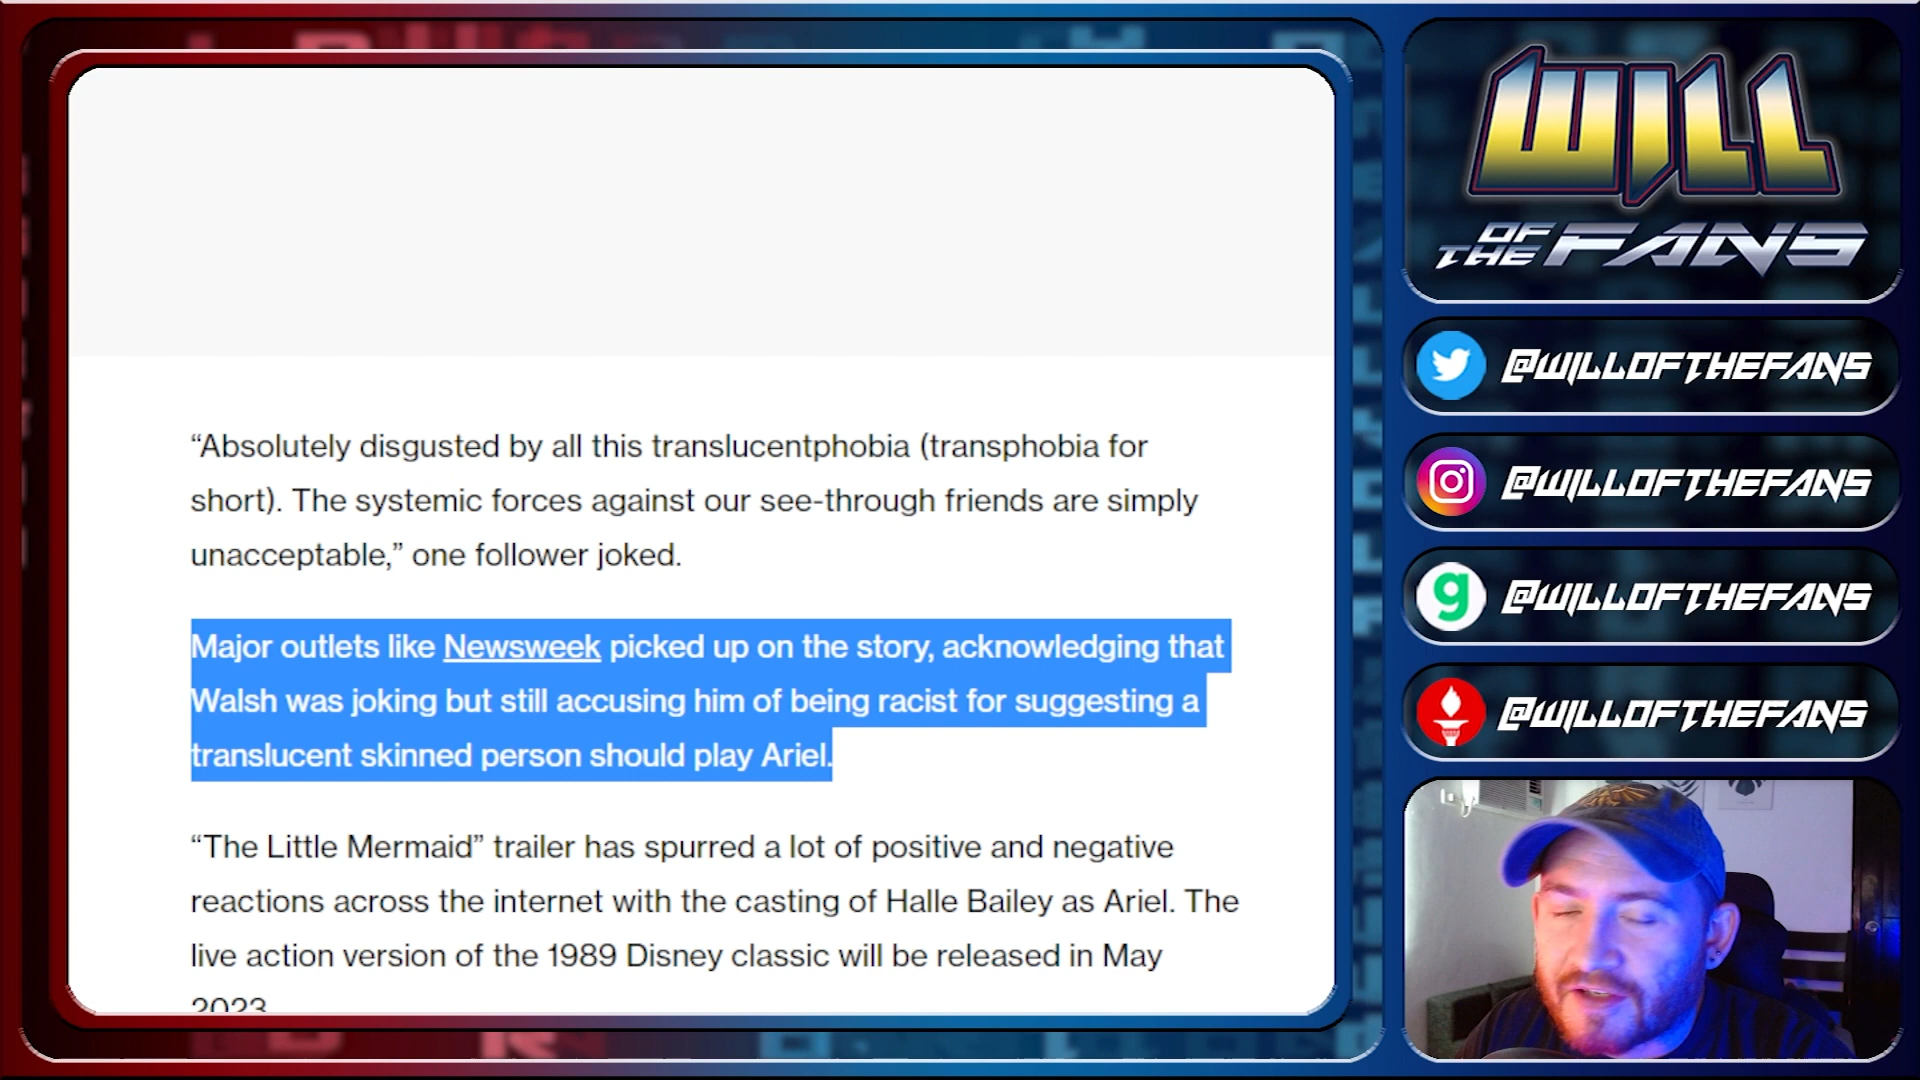 “Absolutely disgusted by all this translucentphobia (transphobia for
short). The systemic forces against our see-through friends are simply
unacceptable,” one follower joked.
Major outlets like Newsweek picked up on the story, acknowledging that
Walsh was joking but still accusing him of being racist for suggesting a
translucent skinned person should play Ariel.
“The Little Mermaid” trailer has spurred a lot of positive and negative
reactions across the internet with the casting of Halle Bailey as Ariel. The
live action version of the 1989 Disney classic will be released in May
2023
WILL
OF THE FANS
@WILLOFTHEFANS
@WILLOFTHEFANS
g @WILLOFTHEFANS
@WILLOFTHEFANS